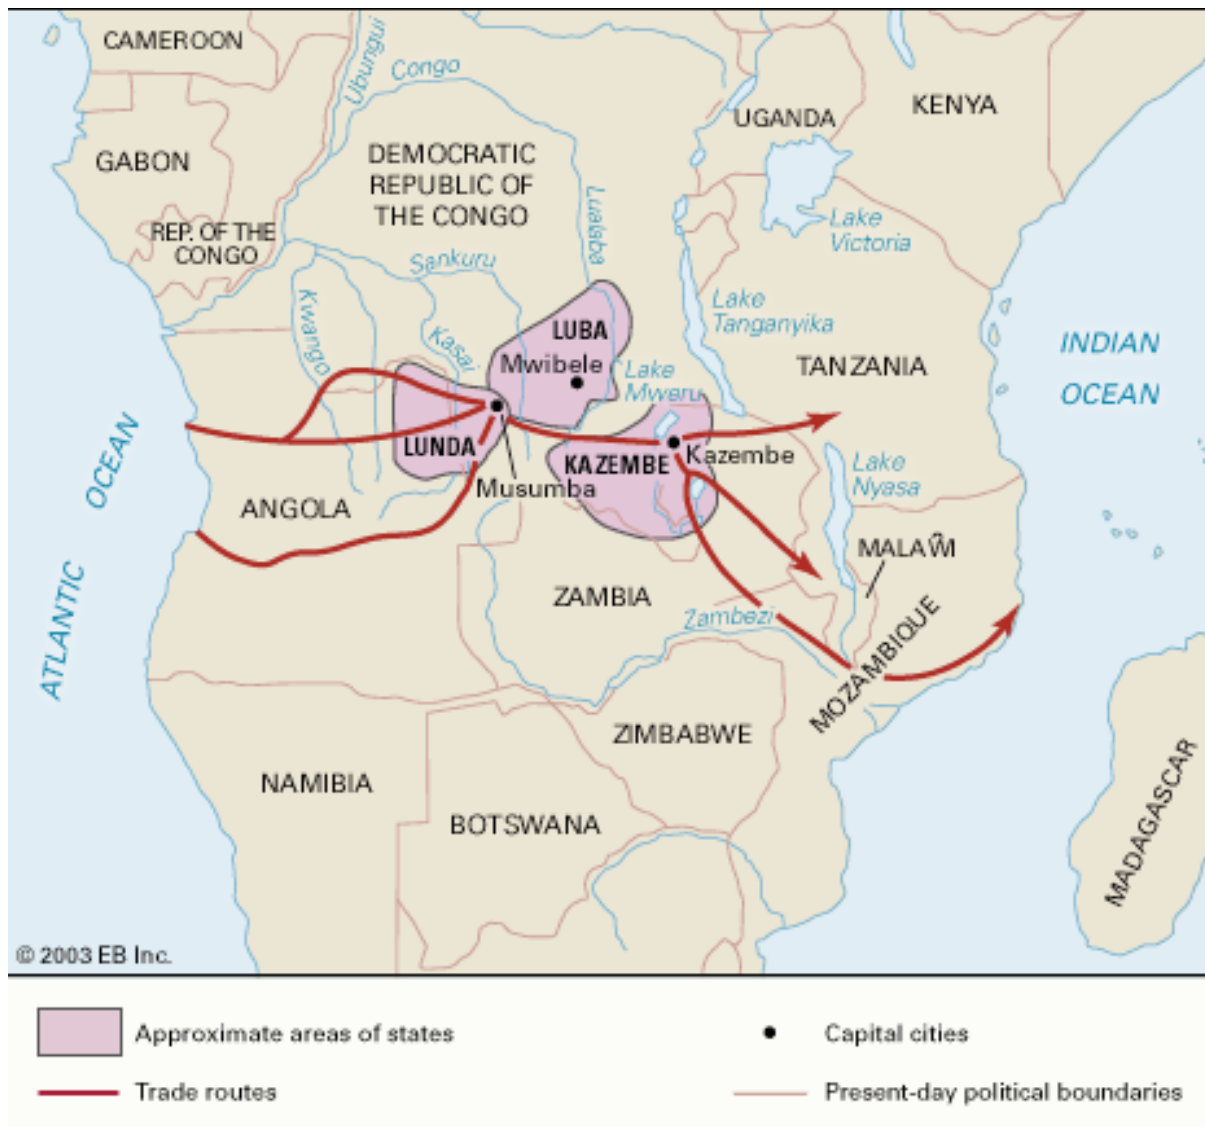 CAMEROON
Ubungui
Congo
UGANDA
KENYA
GABON
DEMOCRATIC
REPUBLIC OF
THE CONGO
Lualaba
REP. OF THE
CONGO
Lake
Victoria
Sankuru
Kwango
Kasai
LUBA
Mwibele
Lake
Tanganyika
Lake
Mweru
TANZANIA
INDIAN
OCEAN
ATLANTIC OCEAN
LUNDA
KAZEMBE
Kazembe
Musumba
Lake
Nyasa
ANGOLA
MALAŴI
ZAMBIA
Zambezi
MOZAMBIQUE
ZIMBABWE
NAMIBIA
BOTSWANA
MADAGASCAR
© 2003 EB Inc.
Approximate areas of states
Capital cities
Trade routes
Present-day political boundaries